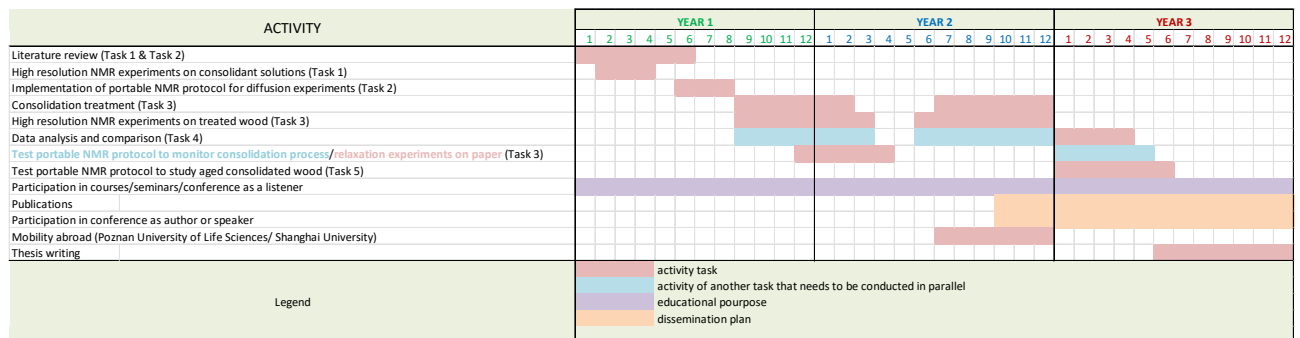 ACTIVITY
YEAR 1 YEAR 2 YEAR 3
1 2 3 4 5 6 7 8 9 10 11 12 1 2 3 4 5 6 7 8 9 10 11 12 1 2 3 4 5 6 7 8 9 10 11 12
Literature review (Task 1 & Task 2)
High resolution NMR experiments on consolidant solutions (Task 1)
Implementation of portable NMR protocol for diffusion experiments (Task 2)
Consolidation treatment (Task 3)
High resolution NMR experiments on treated wood (Task 3)
Data analysis and comparison (Task 4)
Test portable NMR protocol to monitor consolidation process/relaxation experiments on paper (Task 3)
Test portable NMR protocol to study aged consolidated wood (Task 5)
Participation in courses/seminars/conference as a listener
Publications
Participation in conference as author or speaker
Mobility abroad (Poznan University of Life Sciences/ Shanghai University)
Thesis writing
Legend
activity task
activity of another task that needs to be conducted in parallel
educational pourpose
dissemination plan